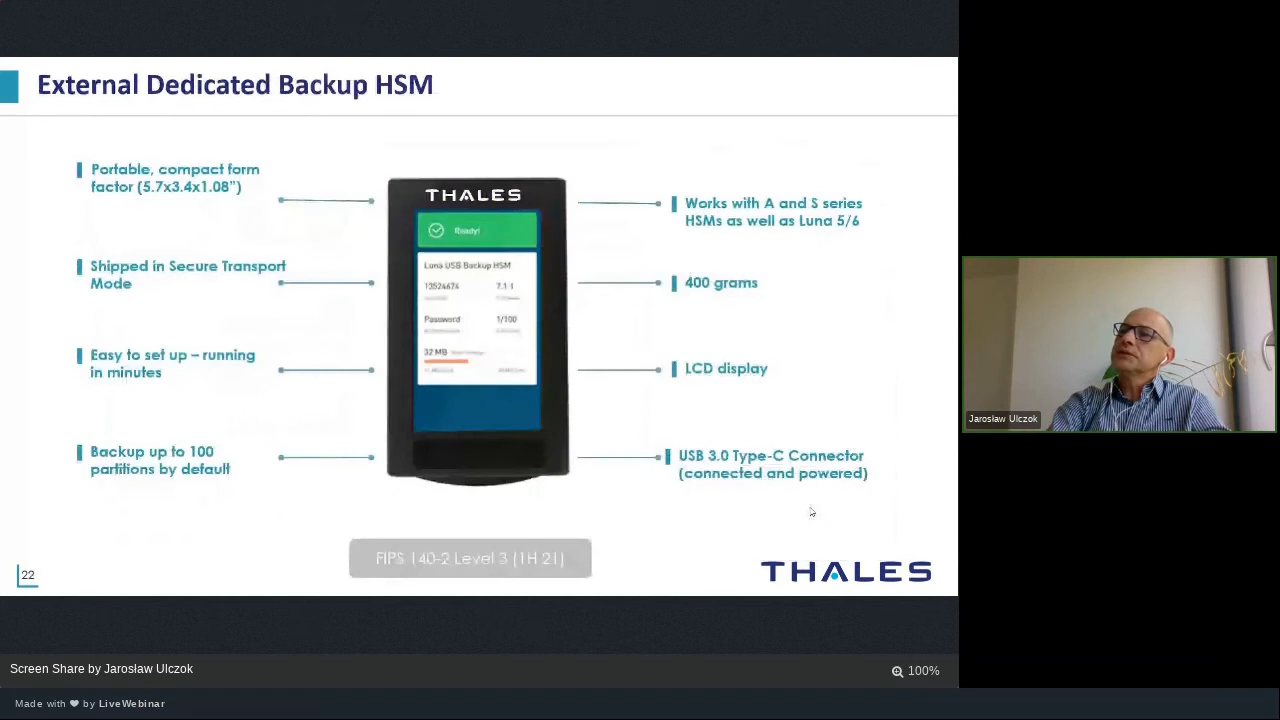 External Dedicated Backup HSM
Portable, compact form
factor (5.7x3.4x1.08”)
Shipped in Secure Transport
Mode
Easy to set up – running
in minutes
Backup up to 100
partitions by default
THALES
Ready!
Luna USB Backup HSM
13524674 7.1.1
Password 1/100
32 MB
Works with A and S series
HSMs as well as Luna 5/6
400 grams
LCD display
USB 3.0 Type-C Connector
(connected and powered)
FIPS 140-2 Level 3 (1H 21)
22
THALES
Jarosław Ulczok
Screen Share by Jarosław Ulczok
100%
Made with by LiveWebinar